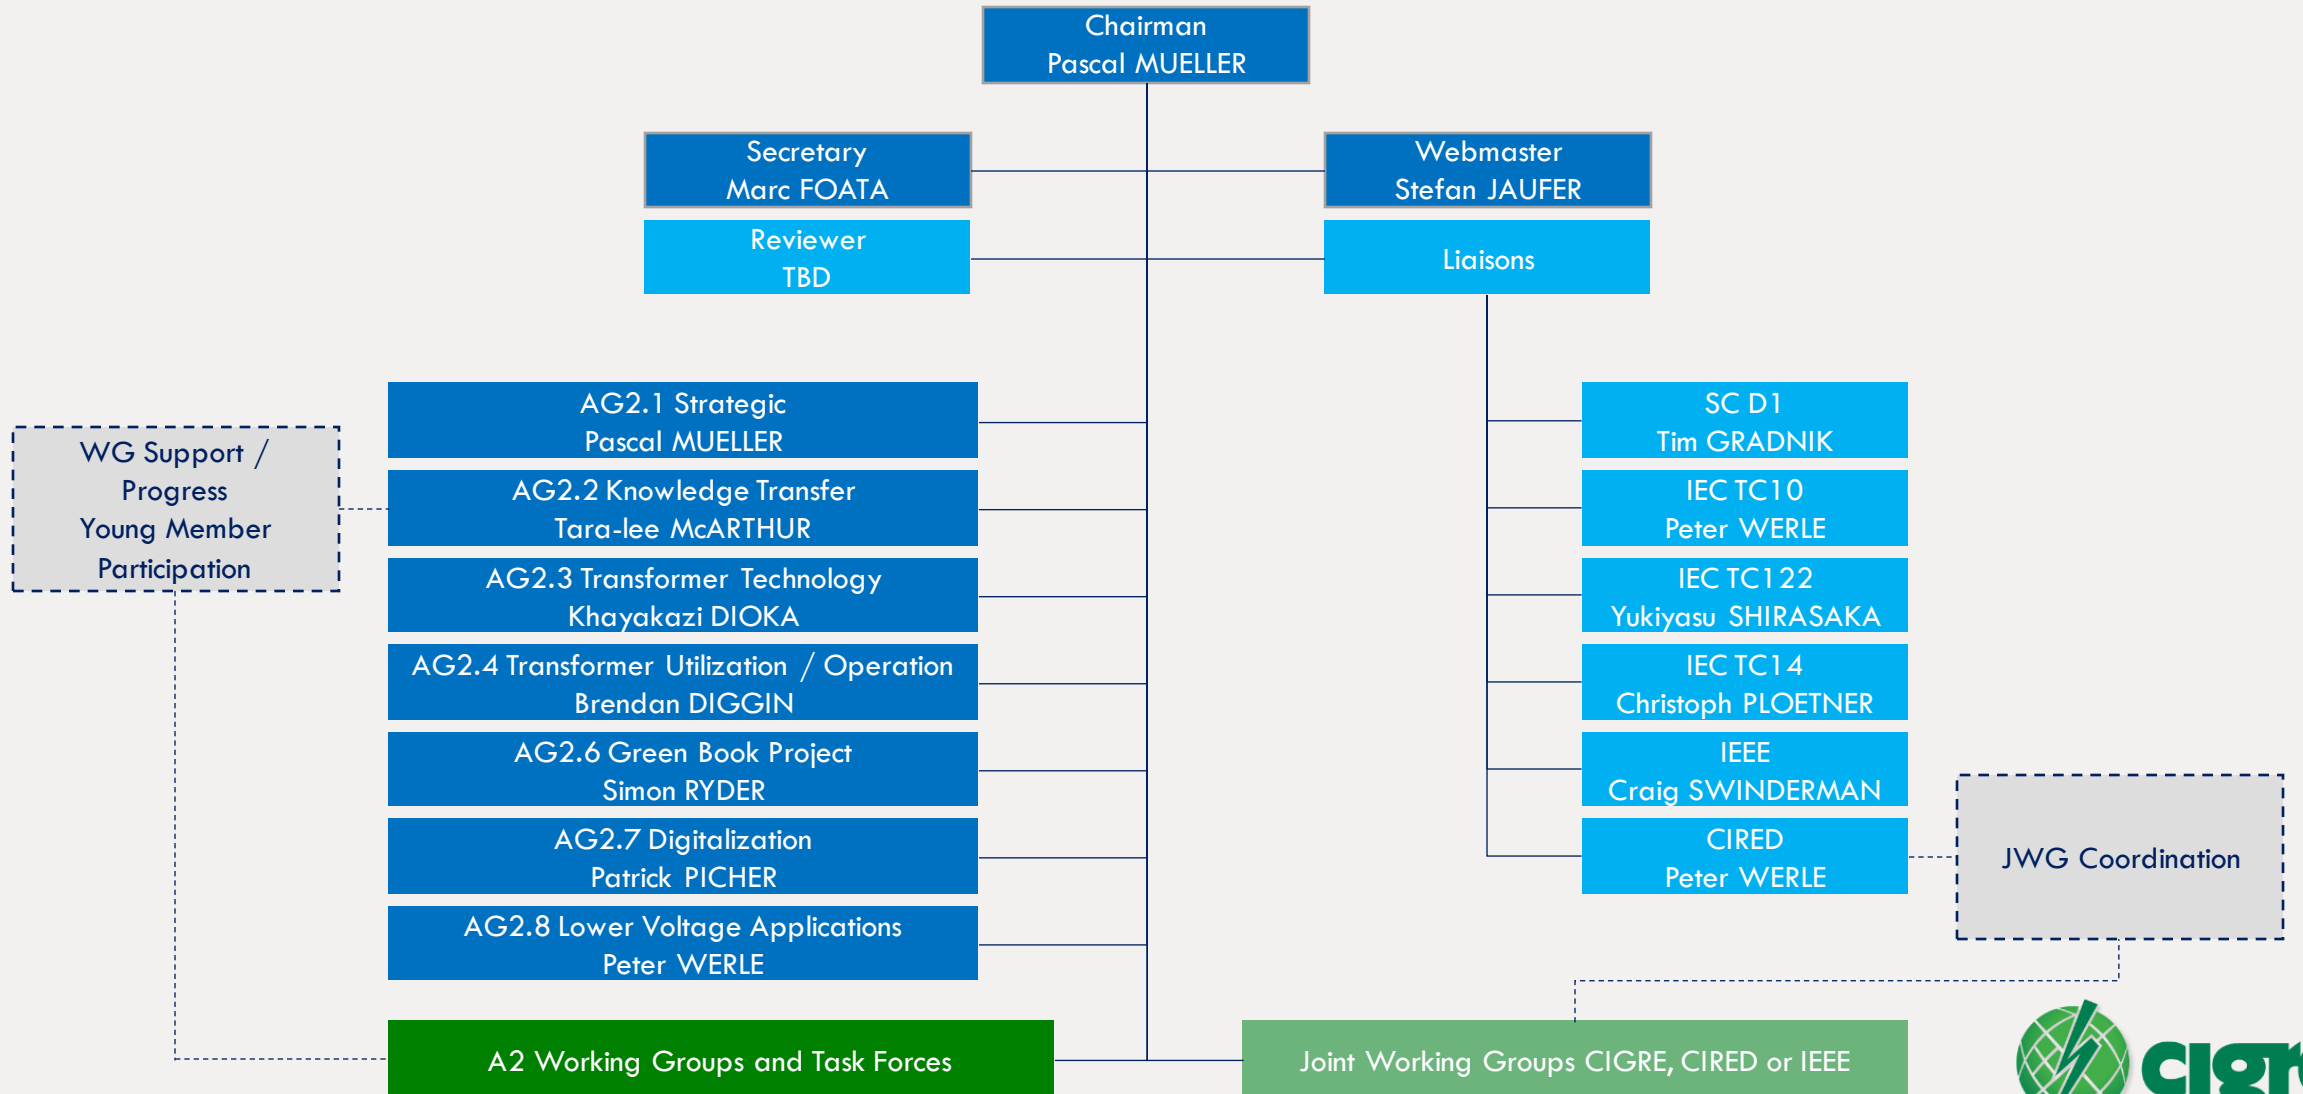 Chairman
Pascal MUELLER
Secretary
Marc FOATA
Webmaster
Stefan JAUFER
Reviewer
TBD
Liaisons
WG Support /
Progress
Young Member
Participation
AG2.1 Strategic
Pascal MUELLER
AG2.2 Knowledge Transfer
Tara-lee McARTHUR
AG2.3 Transformer Technology
Khayakazi DIOKA
AG2.4 Transformer Utilization / Operation
Brendan DIGGIN
AG2.6 Green Book Project
Simon RYDER
AG2.7 Digitalization
Patrick PICHER
AG2.8 Lower Voltage Applications
Peter WERLE
SC D1
Tim GRADNIK
IEC TC10
Peter WERLE
IEC TC122
Yukiyasu SHIRASAKA
IEC TC14
Christoph PLOETNER
IEEE
Craig SWINDERMAN
CIRED
Peter WERLE
JWG Coordination
A2 Working Groups and Task Forces
Joint Working Groups CIGRE, CIRED or IEEE
cigre